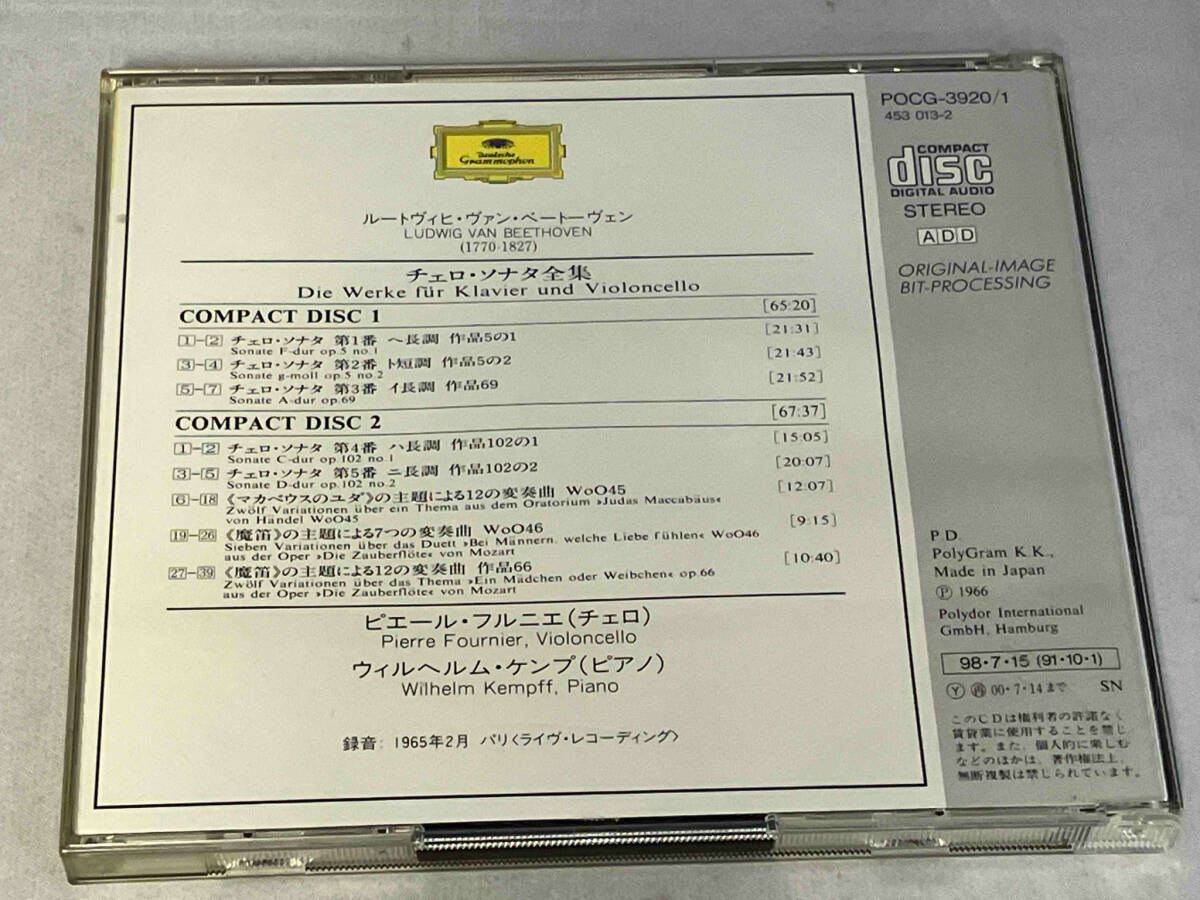 Deutsche
Grammophon
ルートヴィヒ・ヴァン・ベートーヴェン
LUDWIG VAN BEETHOVEN
(1770-1827)
チェロ・ソナタ全集
Die Werke für Klavier und Violoncello
COMPACT DISC 1 [65:20]
1-2 チェロ・ソナタ 第1番 ヘ長調 作品5の1 [21:31]
Sonate F-dur op.5 no.1
3-4 チェロ・ソナタ 第2番 ト短調 作品5の2 [21:43]
Sonate g-moll op.5 no.2
5-7 チェロ・ソナタ 第3番 イ長調 作品69 [21:52]
Sonate A-dur op.69
COMPACT DISC 2 [67:37]
1-2 チェロ・ソナタ 第4番 ハ長調 作品102の1 [15:05]
Sonate C-dur op.102 no.1
3-5 チェロ・ソナタ 第5番 ニ長調 作品102の2 [20:07]
Sonate D-dur op.102 no.2
6-18 《マカベウスのユダ》の主題による12の変奏曲 WoO45 [12:07]
Zwölf Variationen über ein Thema aus dem Oratorium »Judas Maccabäus«
von Händel WoO45
19-26 《魔笛》の主題による7つの変奏曲 WoO46 [9:15]
Sieben Variationen über das Duett »Bei Männern, welche Liebe fühlen« WoO46
aus der Oper »Die Zauberflöte« von Mozart
27-39 《魔笛》の主題による12の変奏曲 作品66 [10:40]
Zwölf Variationen über das Thema »Ein Mädchen oder Weibchen« op.66
aus der Oper »Die Zauberflöte« von Mozart
ピエール・フルニエ(チェロ)
Pierre Fournier, Violoncello
ウィルヘルム・ケンプ(ピアノ)
Wilhelm Kempff, Piano
録音: 1965年2月 パリ〈ライヴ・レコーディング〉
POCG-3920/1
453 013-2
COMPACT
disc
DIGITAL AUDIO
STEREO
ADD
ORIGINAL-IMAGE
BIT-PROCESSING
P.D.
PolyGram K.K.,
Made in Japan
Ⓟ 1966
Polydor International
GmbH, Hamburg
98・7・15 (91・10・1)
Ⓨ 再 00・7・14まで SN
このCDは権利者の許諾なく
賃貸業に使用することを禁じ
ます。また、個人的に楽しむ
などのほかは、著作権法上、
無断複製は禁じられています。